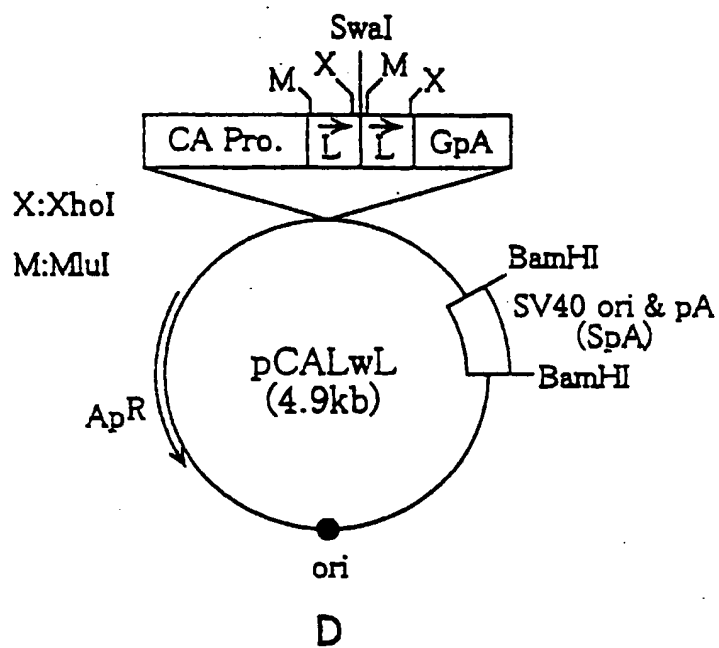 SwaI
X M
M X
CA Pro. L L GpA
X:XhoI
M:MluI
BamHI
SV40 ori & pA
(SpA)
BamHI
pCALwL
(4.9kb)
ApR
ori
D